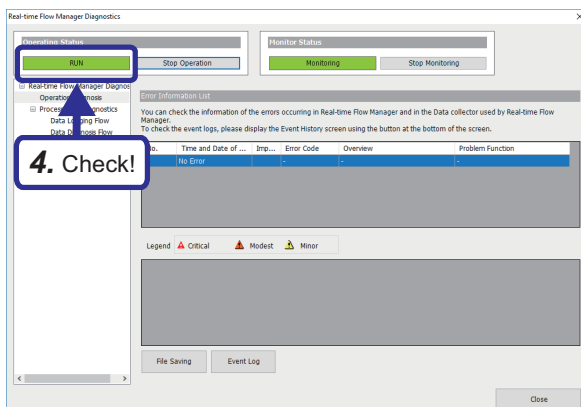 Real-time Flow Manager Diagnostics
Operating Status
Monitor Status
RUN
Stop Operation
Monitoring
Stop Monitoring
Real-time Flow Manager Diagnos
Operation Diagnosis
Error Information List
You can check the information of the errors occurring in Real-time Flow Manager and in the Data collector used by Real-time Flow
Manager.
To check the event logs, please display the Event History screen using the button at the bottom of the screen.
Data Logging Flow
Data Diagnosis Flow
4. Check!
No. Time and Date of ... Imp... Error Code Overview Problem Function
No Error - - -
Legend Critical Modest Minor
File Saving
Event Log
Close